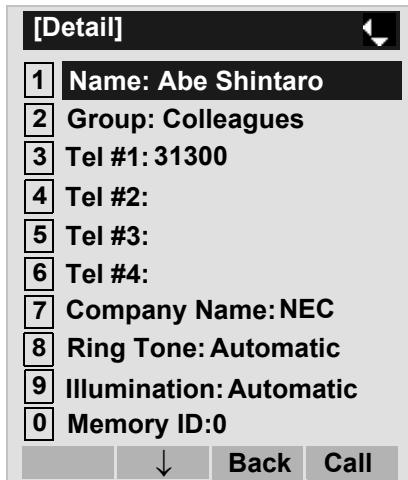 [Detail]
1 Name: Abe Shintaro
2 Group: Colleagues
3 Tel #1: 31300
4 Tel #2:
5 Tel #3:
6 Tel #4:
7 Company Name: NEC
8 Ring Tone: Automatic
9 Illumination: Automatic
0 Memory ID:0
↓ Back Call